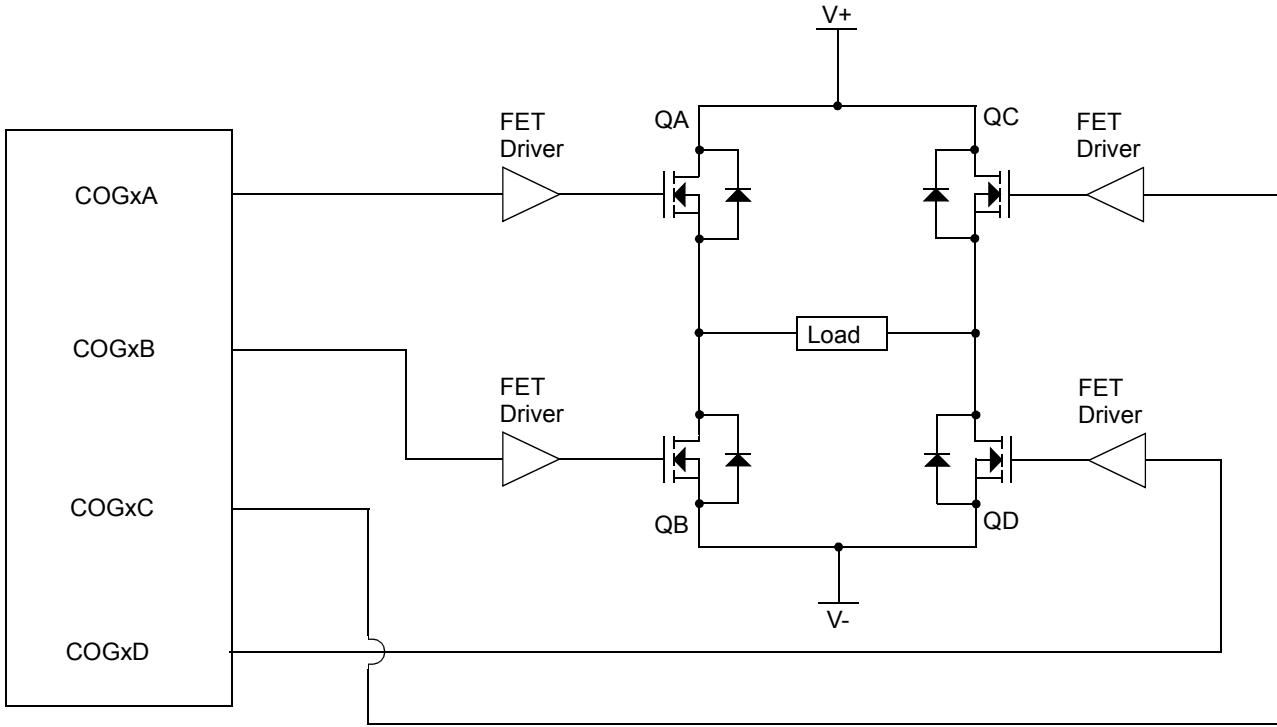 V+
FET
Driver
QA
QC
FET
Driver
COGxA
COGxB
Load
FET
Driver
FET
Driver
COGxC
QB
QD
V-
COGxD